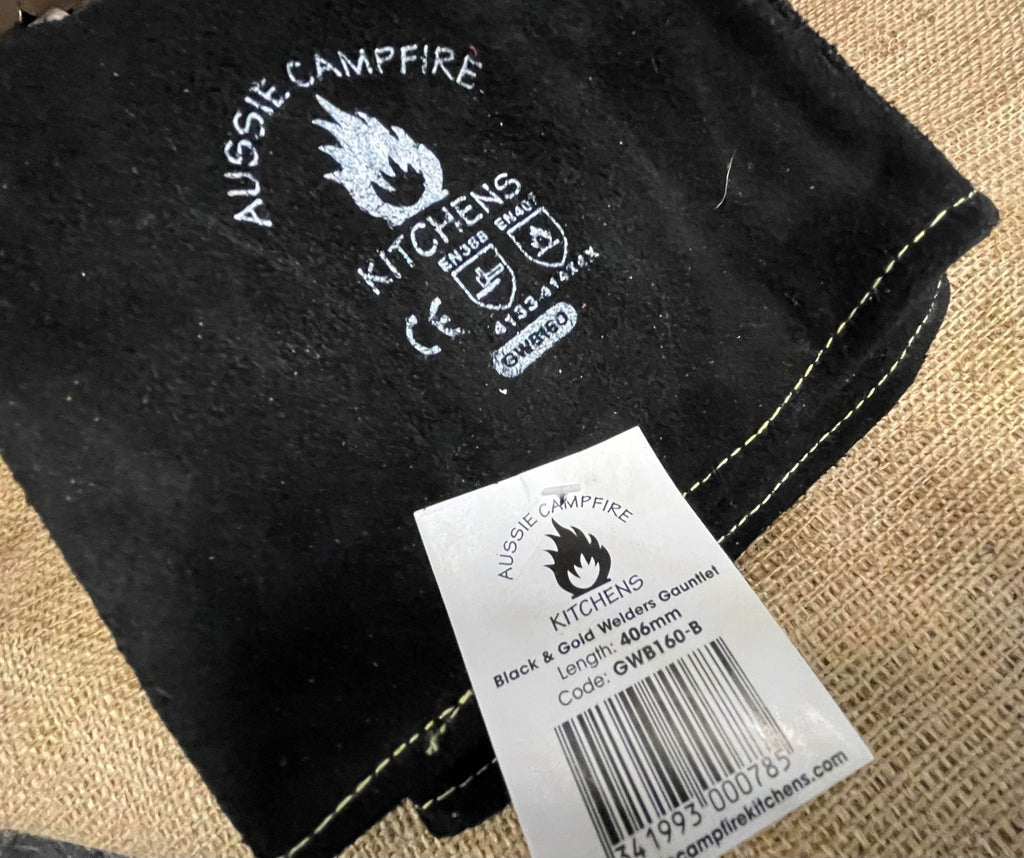 AUSSIE CAMPFIRE
KITCHENS
EN388 EN407
4133-41424X
CE
GWB160
AUSSIE CAMPFIRE
KITCHENS
Black & Gold Welders Gauntlet
Length: 406mm
Code: GWB160-B
341993 000785
campfirekitchens.com